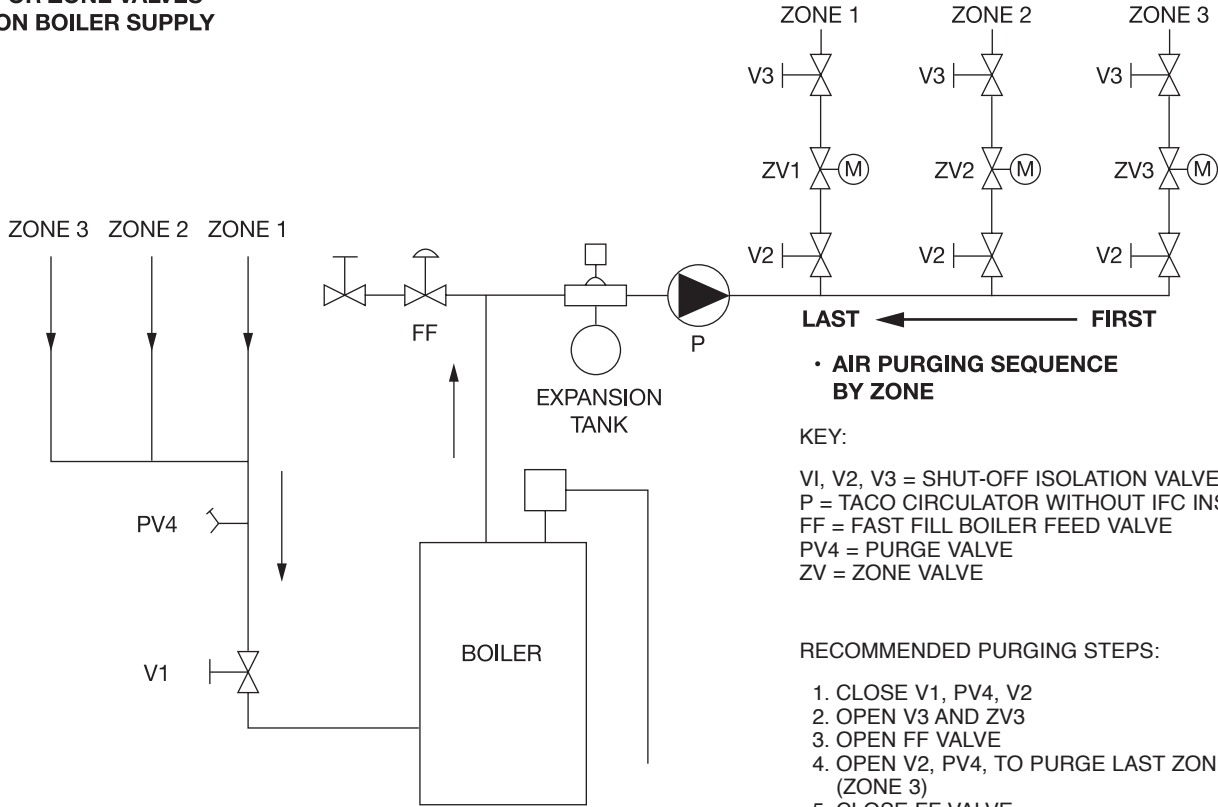 ON BOILER SUPPLY
ZONE 1 ZONE 2 ZONE 3
V3 V3 V3
ZV1 M ZV2 M ZV3 M
V2 V2 V2
ZONE 3 ZONE 2 ZONE 1
FF
P
EXPANSION
TANK
LAST FIRST
· AIR PURGING SEQUENCE
BY ZONE
PV4
V1
BOILER
KEY:
VI, V2, V3 = SHUT-OFF ISOLATION VALVE
P = TACO CIRCULATOR WITHOUT IFC
FF = FAST FILL BOILER FEED VALVE
PV4 = PURGE VALVE
ZV = ZONE VALVE
RECOMMENDED PURGING STEPS:
1. CLOSE V1, PV4, V2
2. OPEN V3 AND ZV3
3. OPEN FF VALVE
4. OPEN V2, PV4, TO PURGE LAST
(ZONE 3)